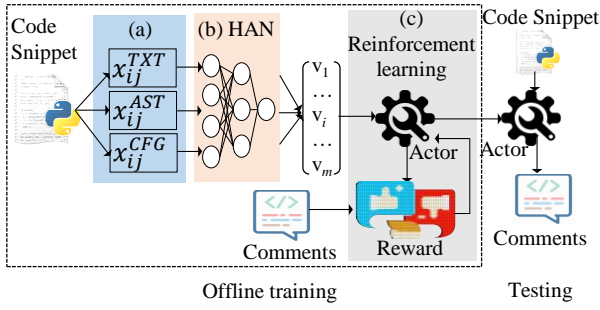 Code
Snippet
(a)
x_{ij}^{TXT}
x_{ij}^{AST}
x_{ij}^{CFG}
(b) HAN
v_1
...
v_i
...
v_m
(c)
Reinforcement
learning
Actor
Reward
</>
Comments
Offline training
Code Snippet
Actor
</>
Comments
Testing